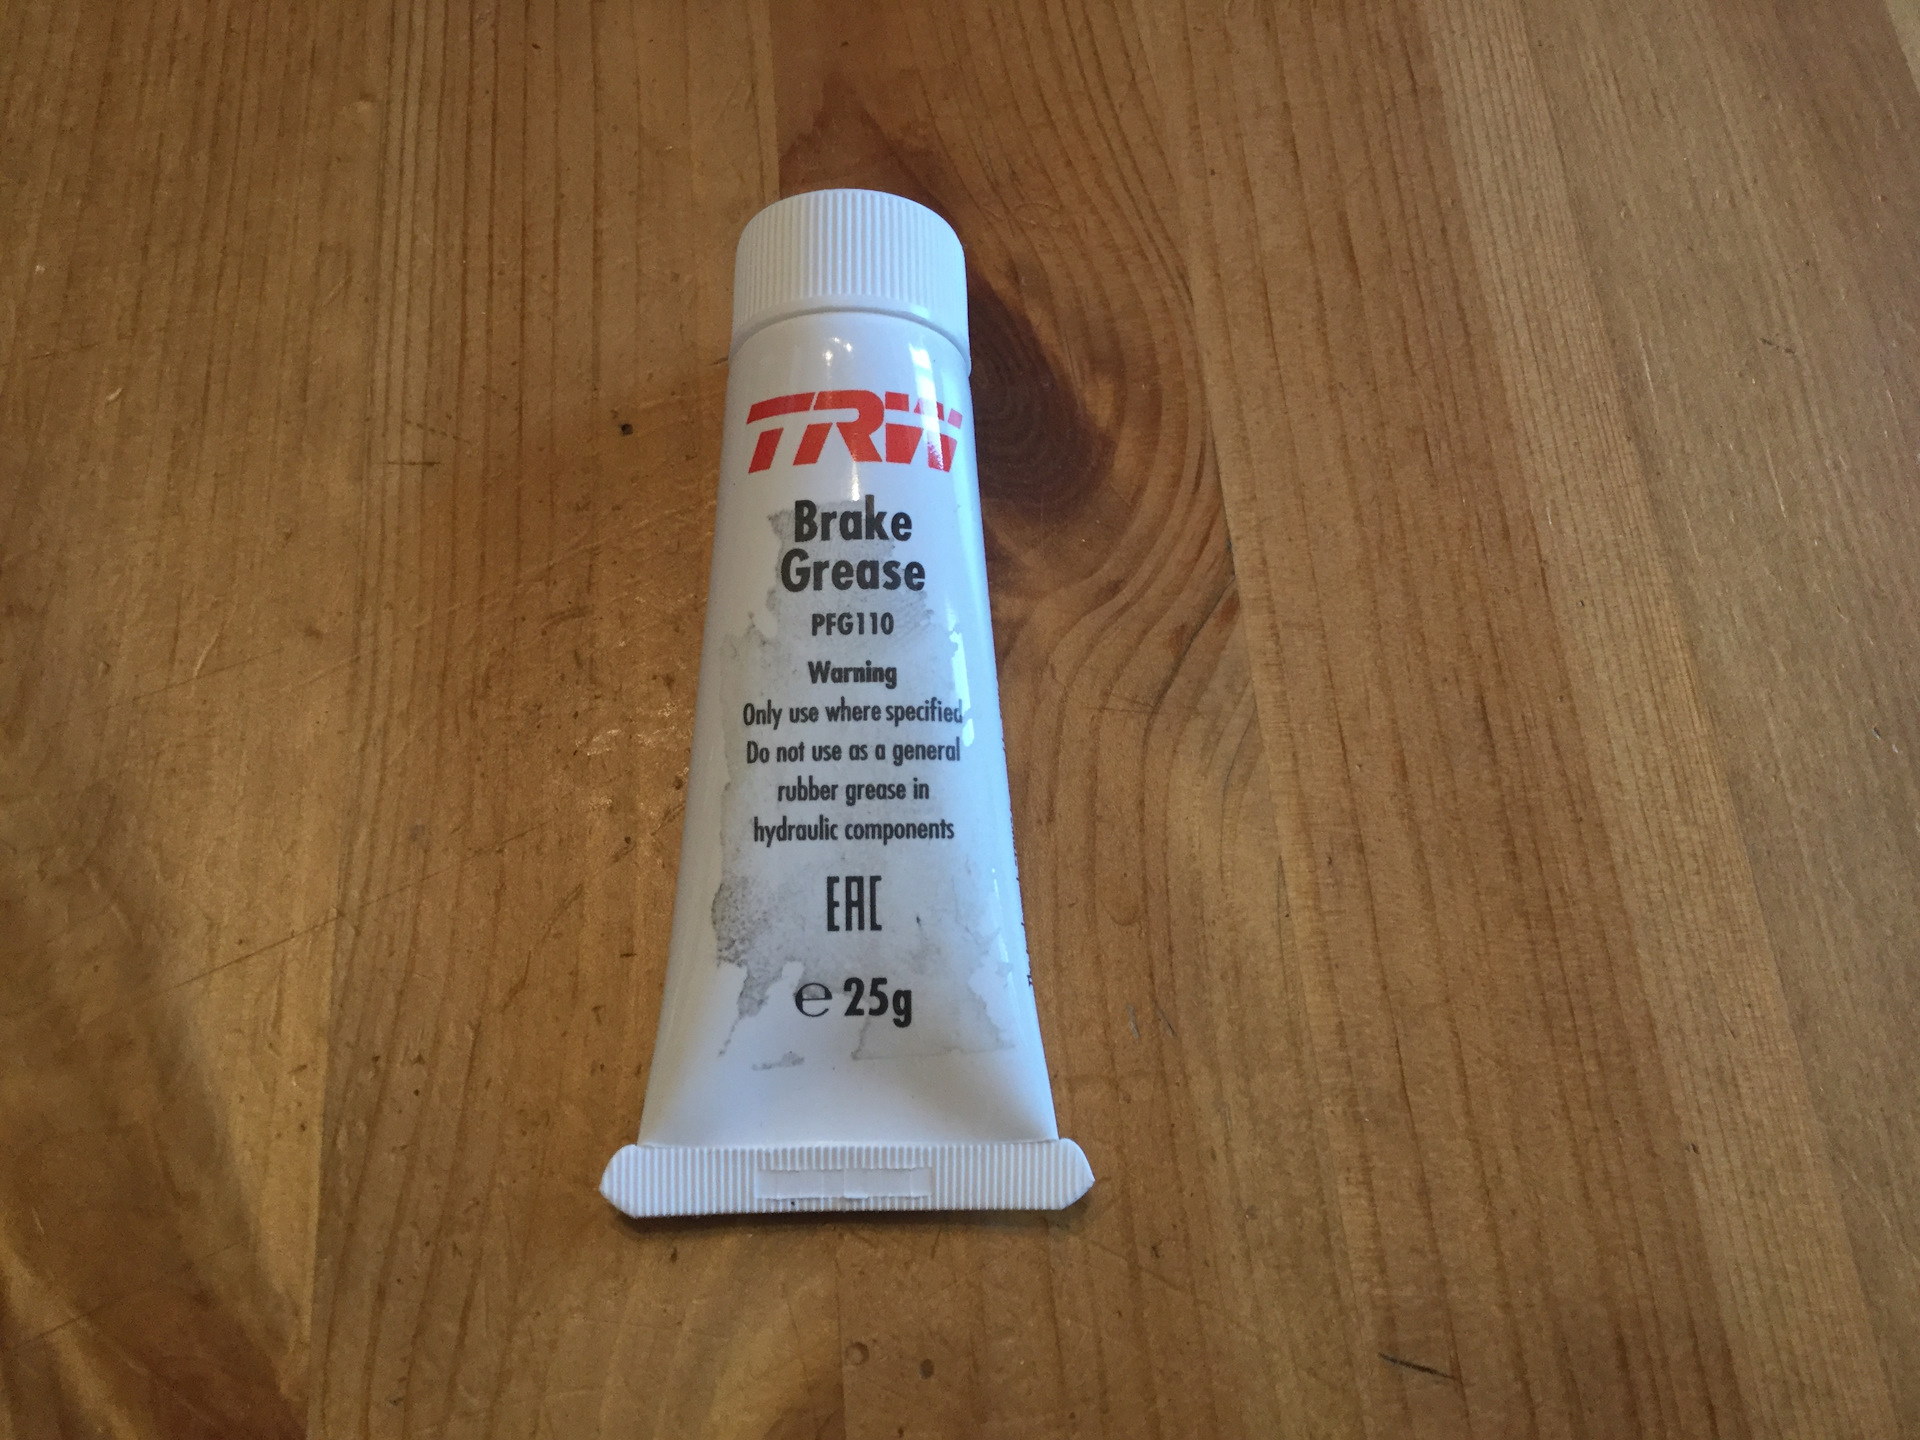 TRW
Brake
Grease
PFG110
Warning
Only use where specified
Do not use as a general
rubber grease in
hydraulic components
EAC
℮ 25g